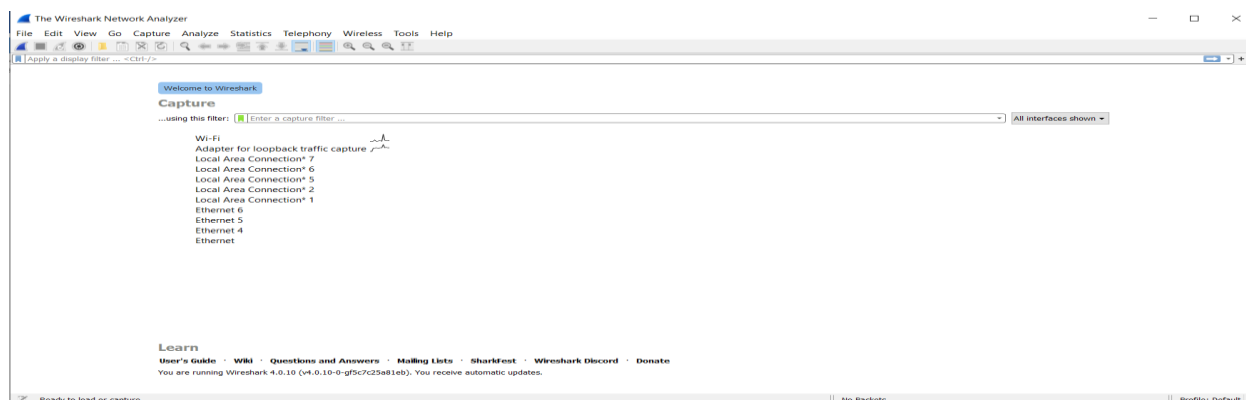 The Wireshark Network Analyzer
File Edit View Go Capture Analyze Statistics Telephony Wireless Tools Help
Apply a display filter ... <Ctrl-/>
Welcome to Wireshark
Capture
...using this filter: Enter a capture filter ... All interfaces shown
Wi-Fi
Adapter for loopback traffic capture
Local Area Connection* 7
Local Area Connection* 6
Local Area Connection* 5
Local Area Connection* 2
Local Area Connection* 1
Ethernet 6
Ethernet 5
Ethernet 4
Ethernet
Learn
User's Guide · Wiki · Questions and Answers · Mailing Lists · SharkFest · Wireshark Discord · Donate
You are running Wireshark 4.0.10 (v4.0.10-0-gf5c7c25a81eb). You receive automatic updates.
Ready to load or capture No Packets Profile: Default